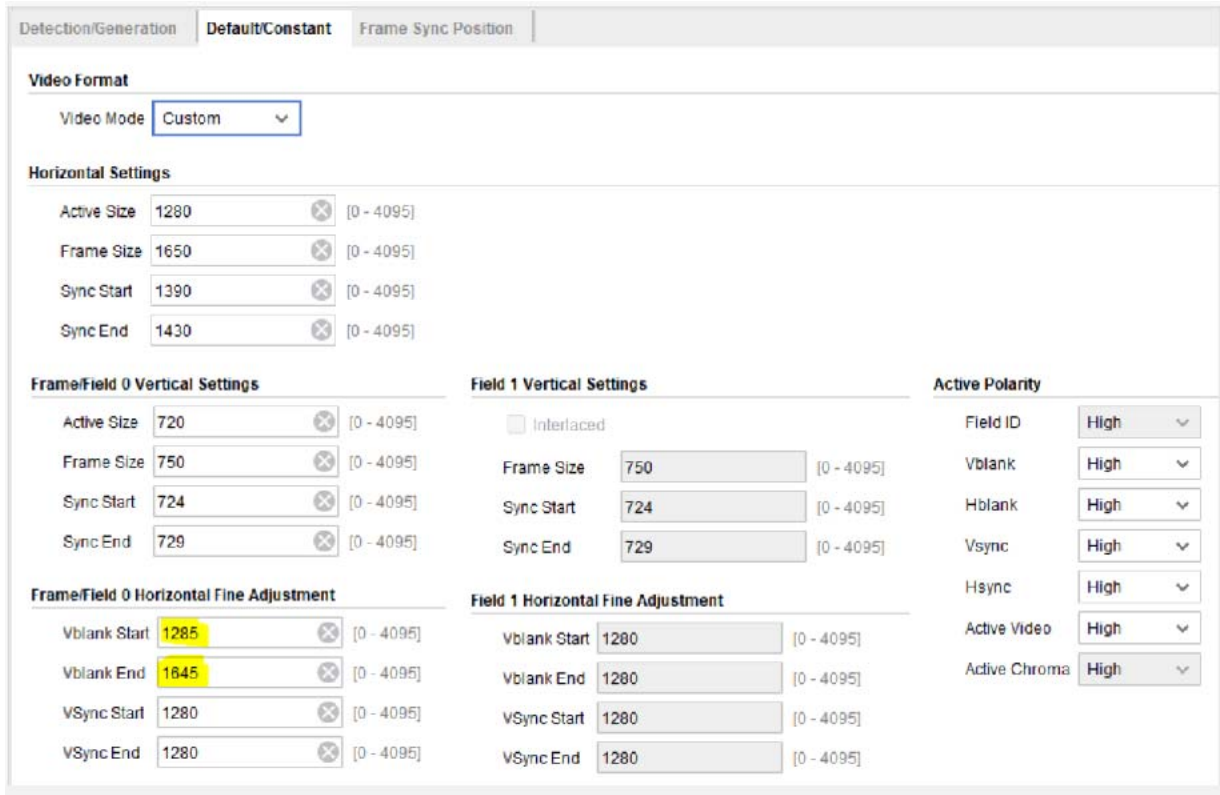 Detection/Generation Default/Constant Frame Sync Position
Video Format
Video Mode Custom
Horizontal Settings
Active Size 1280 [0 - 4095]
Frame Size 1650 [0 - 4095]
Sync Start 1390 [0 - 4095]
Sync End 1430 [0 - 4095]
Frame/Field 0 Vertical Settings
Active Size 720 [0 - 4095]
Frame Size 750 [0 - 4095]
Sync Start 724 [0 - 4095]
Sync End 729 [0 - 4095]
Frame/Field 0 Horizontal Fine Adjustment
Vblank Start 1285 [0 - 4095]
Vblank End 1645 [0 - 4095]
VSync Start 1280 [0 - 4095]
VSync End 1280 [0 - 4095]
Field 1 Vertical Settings
Interlaced
Frame Size 750 [0 - 4095]
Sync Start 724 [0 - 4095]
Sync End 729 [0 - 4095]
Field 1 Horizontal Fine Adjustment
Vblank Start 1280 [0 - 4095]
Vblank End 1280 [0 - 4095]
VSync Start 1280 [0 - 4095]
VSync End 1280 [0 - 4095]
Active Polarity
Field ID High
Vblank High
Hblank High
Vsync High
Hsync High
Active Video High
Active Chroma High